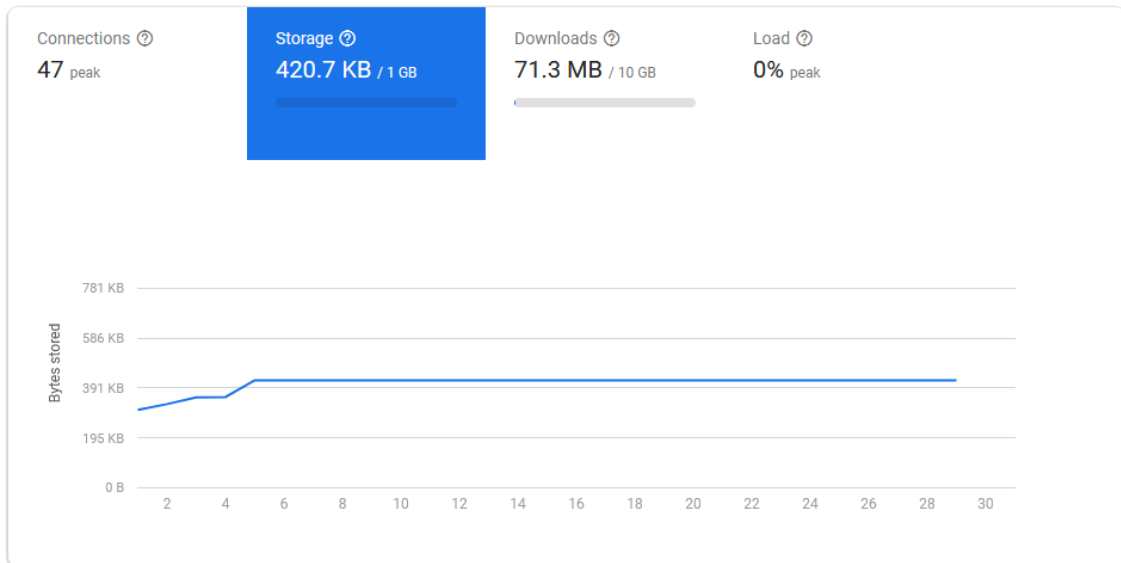 Connections
47 peak
Storage
420.7 KB / 1 GB
Downloads
71.3 MB / 10 GB
Load
0% peak
Bytes stored
781 KB
586 KB
391 KB
195 KB
0 B
2 4 6 8 10 12 14 16 18 20 22 24 26 28 30